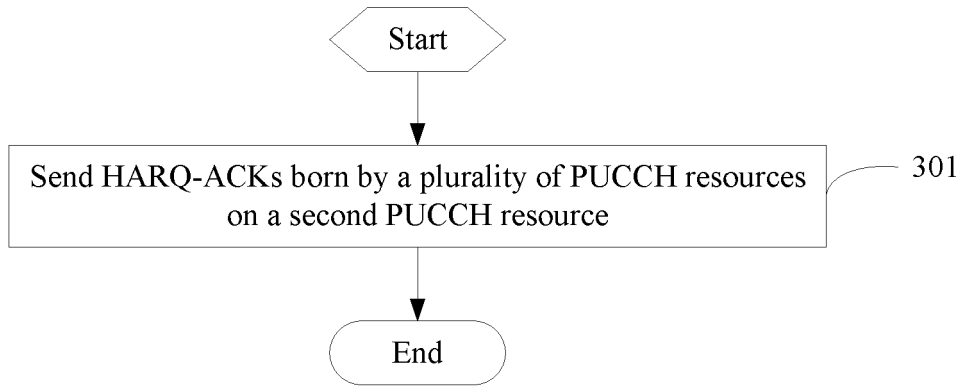 Start
Send HARQ-ACKs born by a plurality of PUCCH resources
on a second PUCCH resource
301
End